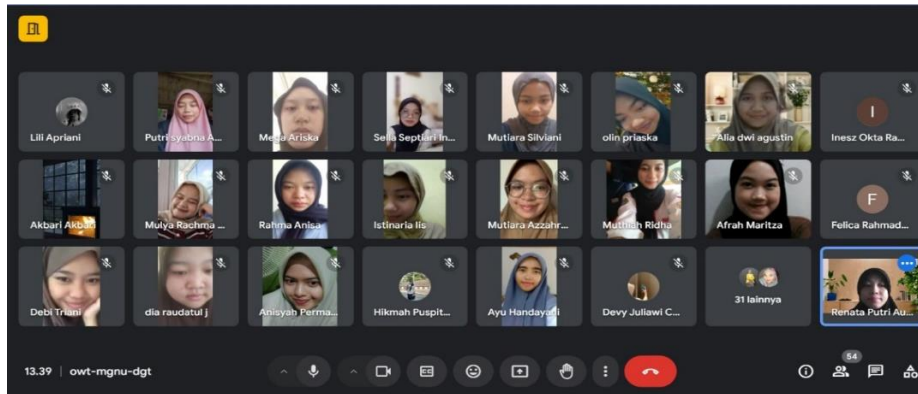 Lili Apriani
Putri syabna A...
Mega Ariska
Sella Septiari In...
Mutiara Silviani
olin priaska
Alia dwi agustin
I
Inesz Okta Ra...
Akbari Akbari
Mulya Rachma ...
Rahma Anisa
Istinaria Iis
Mutiara Azzahr...
Muthiah Ridha
Afrah Maritza
F
Felica Rahmad...
Debi Triani
dia raudatul j
Anisyah Perma...
Hikmah Puspit...
Ayu Handayani
Devy Juliawi C...
31 lainnya
Renata Putri Au...
13.39 | owt-mgnu-dgt
54